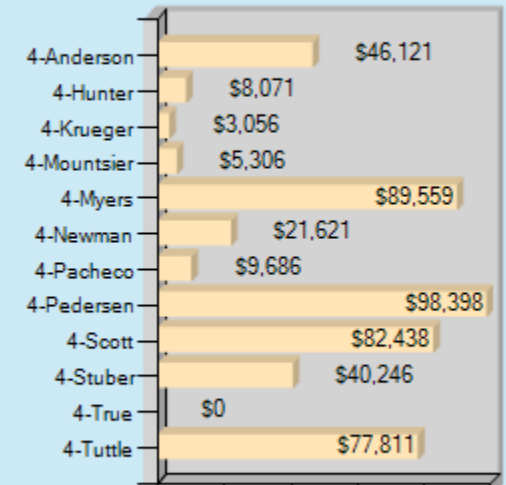 4-Anderson $46,121
4-Hunter $8,071
4-Krueger $3,056
4-Mountsier $5,306
4-Myers $89,559
4-Newman $21,621
4-Pacheco $9,686
4-Pedersen $98,398
4-Scott $82,438
4-Stuber $40,246
4-True $0
4-Tuttle $77,811